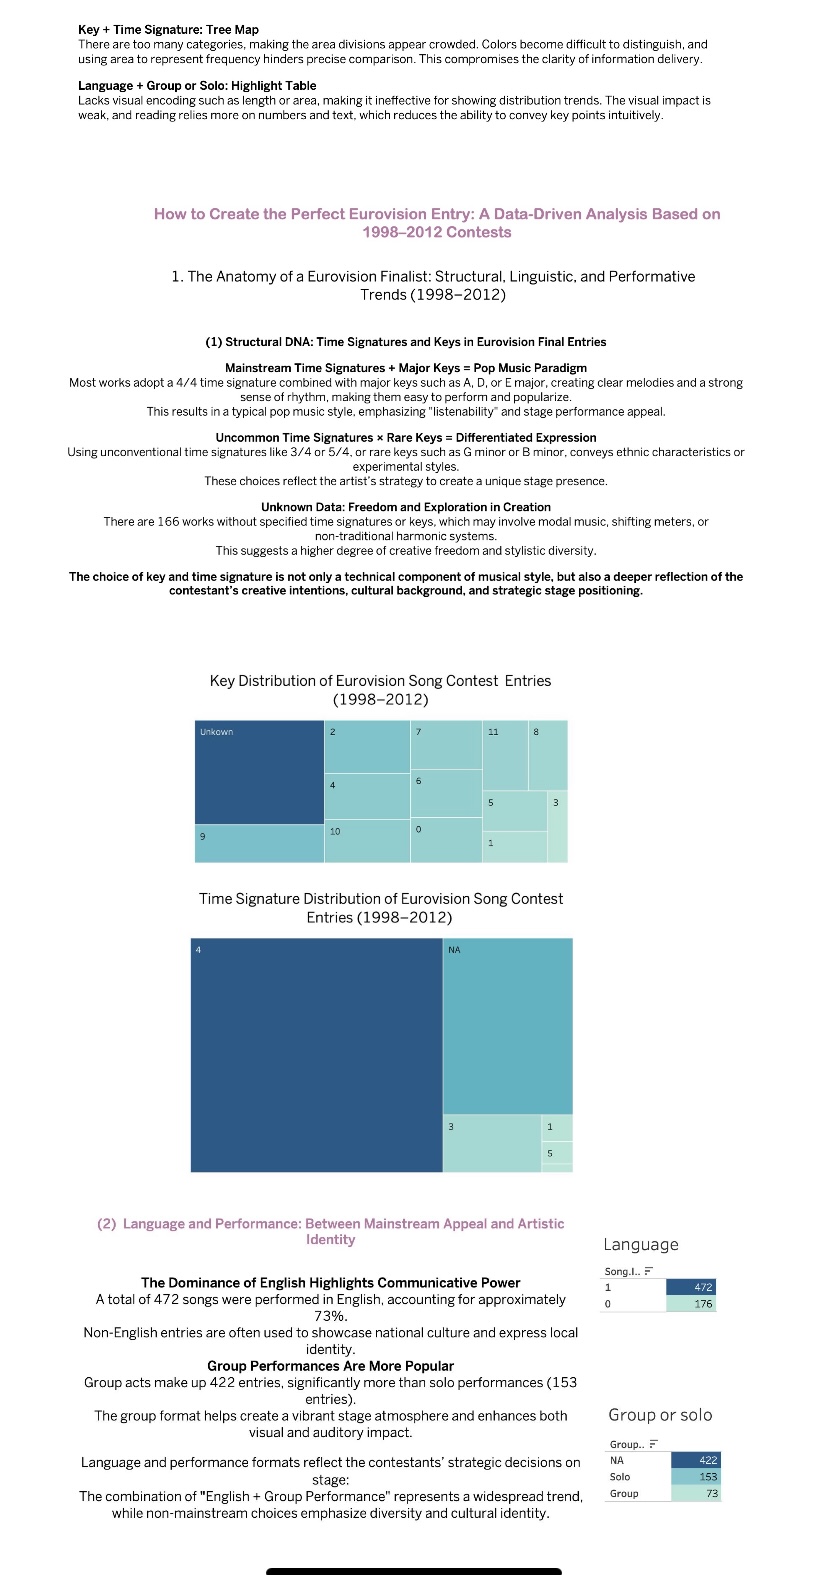 Key + Time Signature: Tree Map
There are too many categories, making the area divisions appear crowded. Colors become difficult to distinguish, and
using area to represent frequency hinders precise comparison. This compromises the clarity of information delivery.
Language + Group or Solo: Highlight Table
Lacks visual encoding such as length or area, making it ineffective for showing distribution trends. The visual impact is
weak, and reading relies more on numbers and text, which reduces the ability to convey key points intuitively.
How to Create the Perfect Eurovision Entry: A Data-Driven Analysis Based on
1998–2012 Contests
1. The Anatomy of a Eurovision Finalist: Structural, Linguistic, and Performative
Trends (1998–2012)
(1) Structural DNA: Time Signatures and Keys in Eurovision Final Entries
Mainstream Time Signatures + Major Keys = Pop Music Paradigm
Most works adopt a 4/4 time signature combined with major keys such as A, D, or E major, creating clear melodies and a strong
sense of rhythm, making them easy to perform and popularize.
This results in a typical pop music style, emphasizing "listenability" and stage performance appeal.
Uncommon Time Signatures × Rare Keys = Differentiated Expression
Using unconventional time signatures like 3/4 or 5/4, or rare keys such as G minor or B minor, conveys ethnic characteristics or
experimental styles.
These choices reflect the artist's strategy to create a unique stage presence.
Unknown Data: Freedom and Exploration in Creation
There are 166 works without specified time signatures or keys, which may involve modal music, shifting meters, or
non-traditional harmonic systems.
This suggests a higher degree of creative freedom and stylistic diversity.
The choice of key and time signature is not only a technical component of musical style, but also a deeper reflection of the
contestant's creative intentions, cultural background, and strategic stage positioning.
Key Distribution of Eurovision Song Contest Entries
(1998–2012)
Unkown
2
7
11
8
4
6
5
3
9
10
0
1
Time Signature Distribution of Eurovision Song Contest
Entries (1998–2012)
4
NA
3
1
5
(2) Language and Performance: Between Mainstream Appeal and Artistic
Identity
The Dominance of English Highlights Communicative Power
A total of 472 songs were performed in English, accounting for approximately
73%.
Non-English entries are often used to showcase national culture and express local
identity.
Group Performances Are More Popular
Group acts make up 422 entries, significantly more than solo performances (153
entries).
The group format helps create a vibrant stage atmosphere and enhances both
visual and auditory impact.
Language and performance formats reflect the contestants' strategic decisions on
stage:
The combination of "English + Group Performance" represents a widespread trend,
while non-mainstream choices emphasize diversity and cultural identity.
Language
Song.l..
1 472
0 176
Group or solo
Group..
NA 422
Solo 153
Group 73